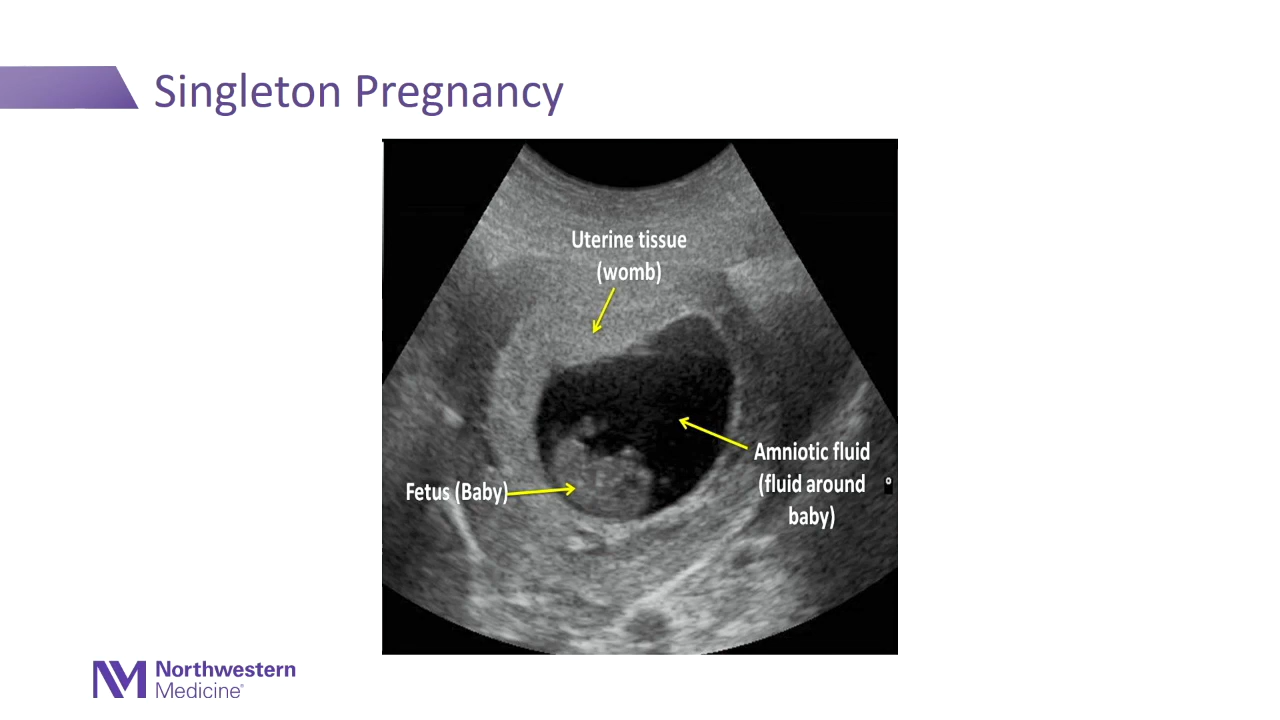 Singleton Pregnancy
Uterine tissue
(womb)
Amniotic fluid
(fluid around
baby)
Fetus (Baby)
Northwestern
Medicine®